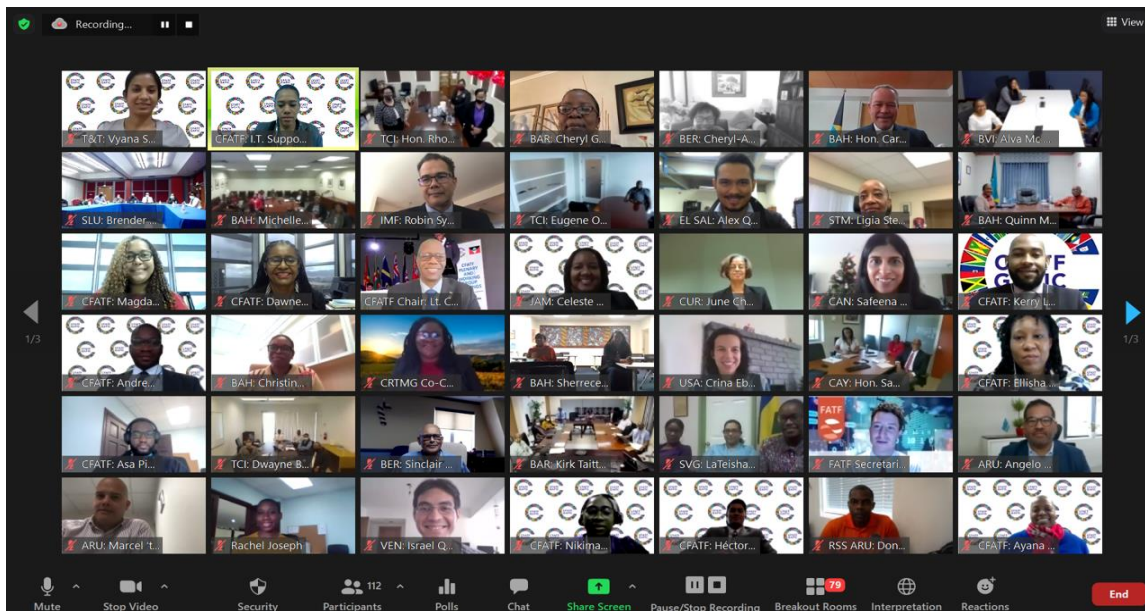 Recording...
View
T&T: Vyana S...
CFATF: I.T. Suppo...
TCI: Hon. Rho...
BAR: Cheryl G...
BER: Cheryl-A...
BAH: Hon. Car...
BVI: Alva Mc...
SLU: Brender ...
BAH: Michelle...
IMF: Robin Sy...
TCI: Eugene O...
EL SAL: Alex Q...
STM: Ligia Ste...
BAH: Quinn M...
CFATF: Magda...
CFATF: Dawne...
CFATF Chair: Lt. C...
JAM: Celeste ...
CUR: June Ch...
CAN: Safeena ...
CFATF: Kerry L...
1/3
1/3
CFATF: Andre...
BAH: Christin...
CRTMG Co-C...
BAH: Sherrece...
USA: Crina Eb...
CAY: Hon. Sa...
CFATF: Ellisha ...
CFATF: Asa Pi...
TCI: Dwayne B...
BER: Sinclair ...
BAR: Kirk Taitt...
SVG: LaTeisha...
FATF
FATF Secretari...
ARU: Angelo ...
ARU: Marcel 't...
Rachel Joseph
VEN: Israel Q...
CFATF: Nikima...
CFATF: Héctor...
RSS ARU: Don...
CFATF: Ayana ...
Mute
Stop Video
Security
112
Participants
Polls
Chat
Share Screen
Pause/Stop Recording
79
Breakout Rooms
Interpretation
Reactions
End